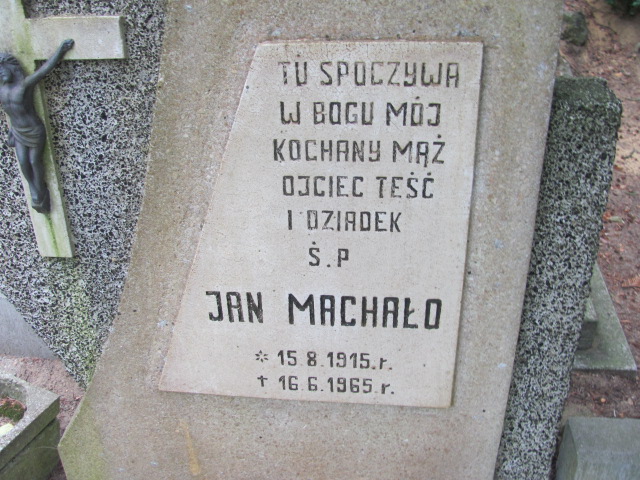 TU SPOCZYWA
W BOGU MÓJ
KOCHANY MĄŻ
OJCIEC TEŚĆ
I DZIADEK
Ś.P
JAN MACHAŁO
* 15.8.1915.r.
† 16.6.1965.r.